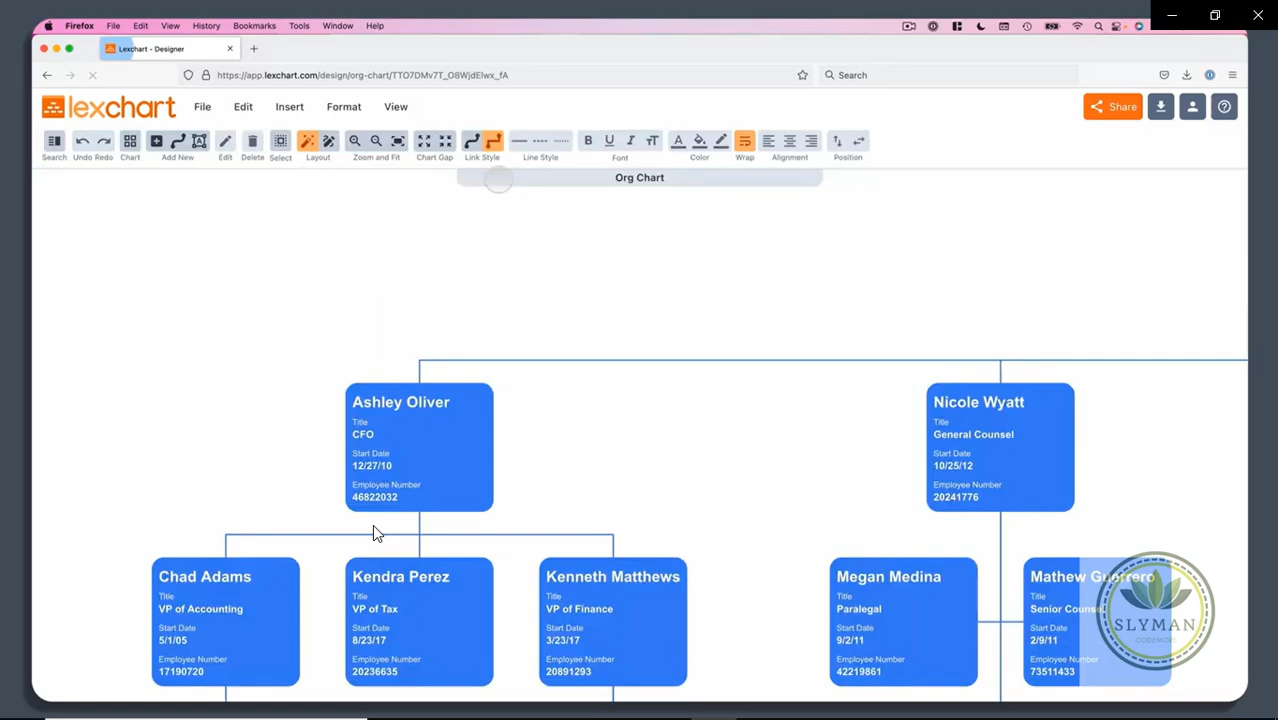 Firefox File Edit View History Bookmarks Tools Window Help
Lexchart - Designer
https://app.lexchart.com/design/org-chart/TTO7DMv7T_O8WjdElwx_fA
Search
lexchart File Edit Insert Format View
Share
Search Undo Redo Chart Add New Edit Delete Select Layout Zoom and Fit Chart Gap Link Style Line Style Font Color Wrap Alignment Position
Org Chart
Ashley Oliver
Title
CFO
Start Date
12/27/10
Employee Number
46822032
Nicole Wyatt
Title
General Counsel
Start Date
10/25/12
Employee Number
20241776
Chad Adams
Title
VP of Accounting
Start Date
5/1/05
Employee Number
17190720
Kendra Perez
Title
VP of Tax
Start Date
8/23/17
Employee Number
20236635
Kenneth Matthews
Title
VP of Finance
Start Date
3/23/17
Employee Number
20891293
Megan Medina
Title
Paralegal
Start Date
9/2/11
Employee Number
42219861
Mathew Guerrero
Title
Senior Counsel
Start Date
2/9/11
Employee Number
73511433
SLYMAN
CODEMORE